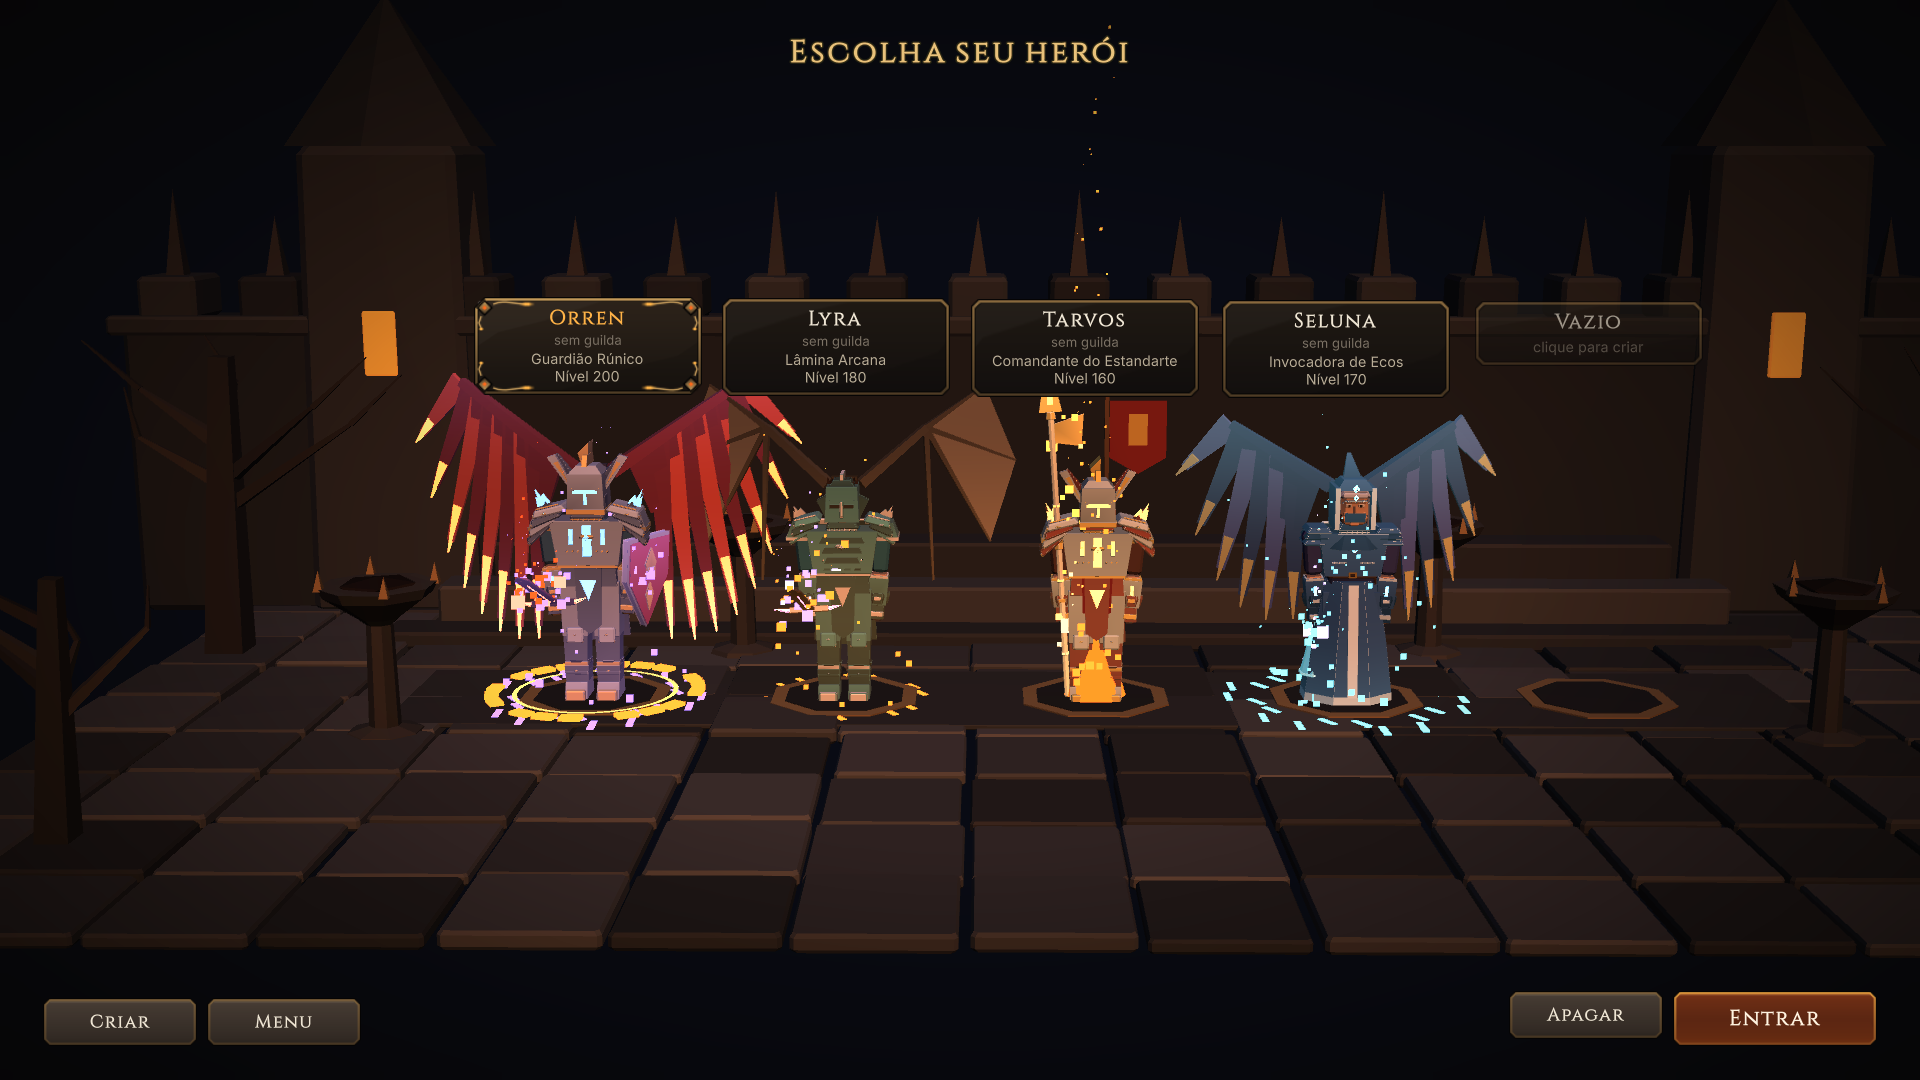 Escolha seu herói
Orren
sem guilda
Guardião Rúnico
Nível 200
Lyra
sem guilda
Lâmina Arcana
Nível 180
Tarvos
sem guilda
Comandante do Estandarte
Nível 160
Seluna
sem guilda
Invocadora de Ecos
Nível 170
Vazio
clique para criar
Criar
Menu
Apagar
Entrar